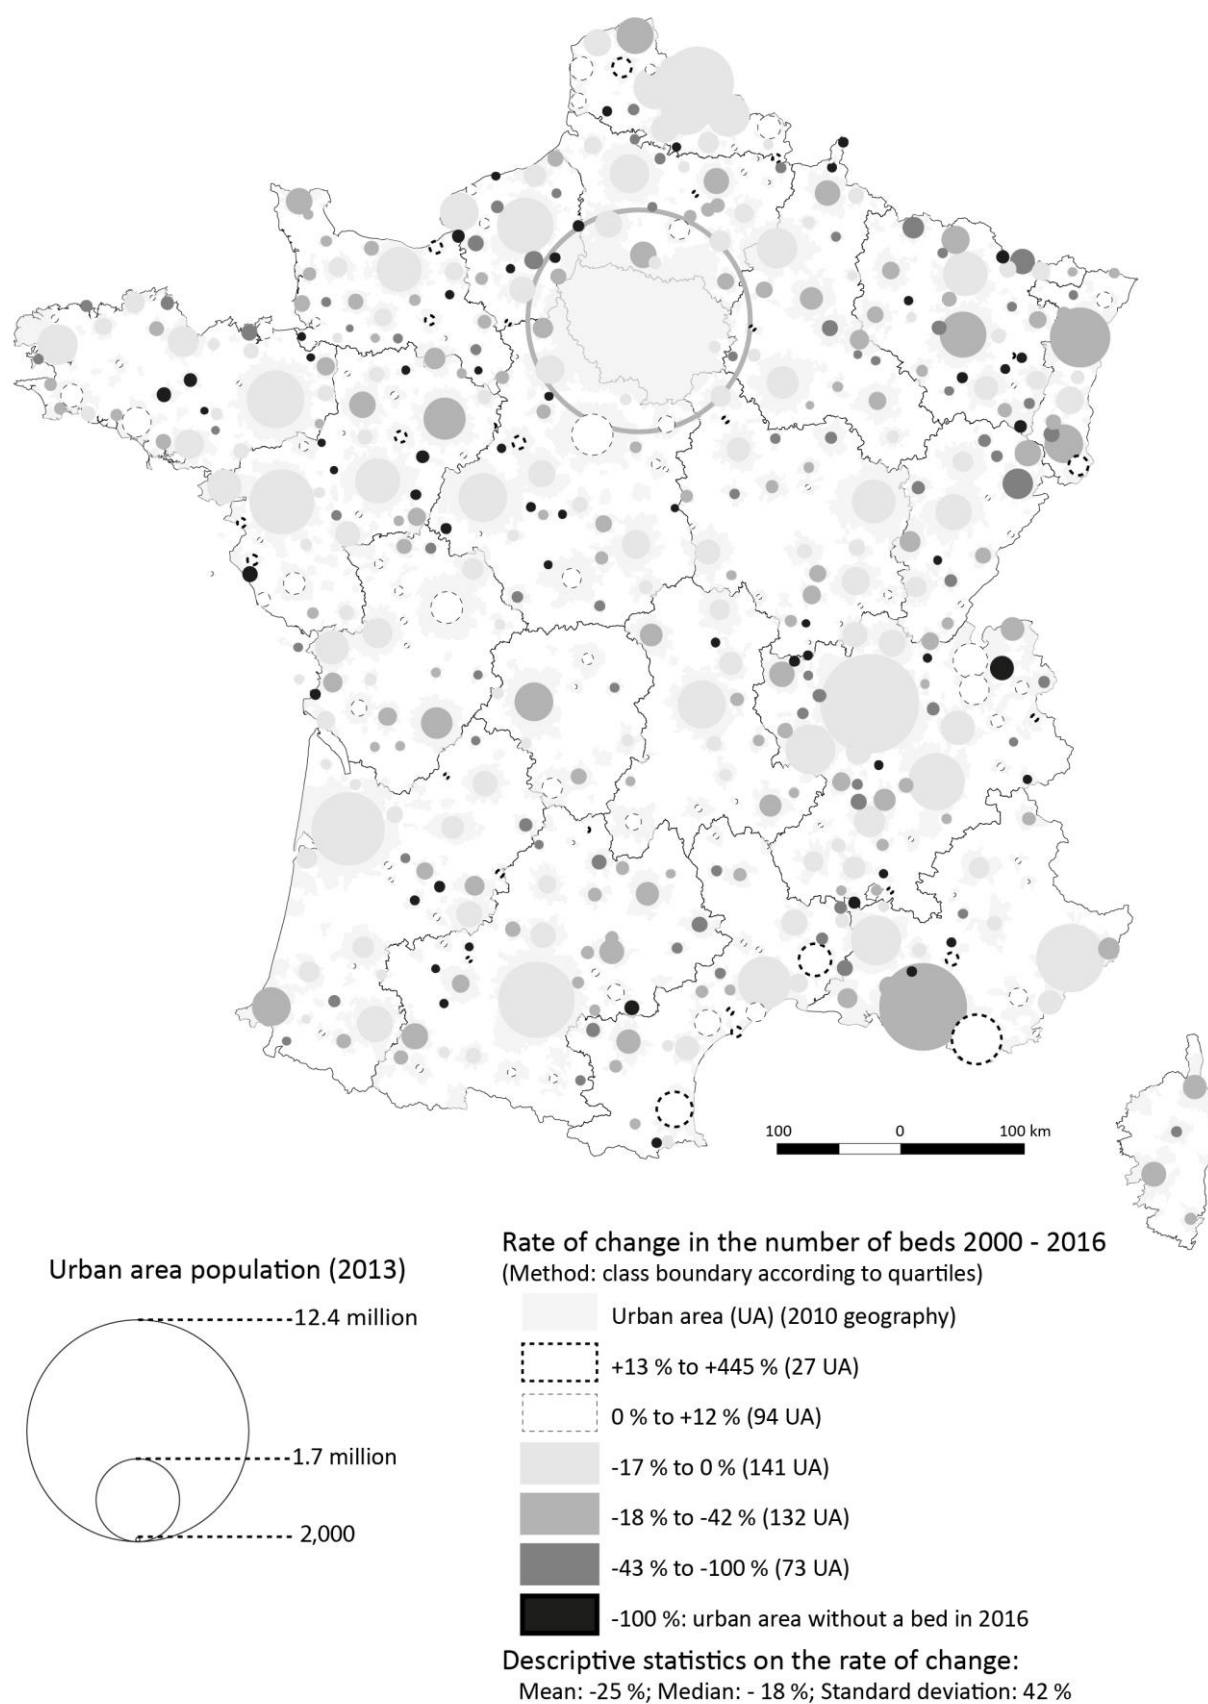 100 0 100 km
Urban area population (2013)
12.4 million
1.7 million
2,000
Rate of change in the number of beds 2000 - 2016
(Method: class boundary according to quartiles)
Urban area (UA) (2010 geography)
+13 % to +445 % (27 UA)
0 % to +12 % (94 UA)
-17 % to 0 % (141 UA)
-18 % to -42 % (132 UA)
-43 % to -100 % (73 UA)
-100 %: urban area without a bed in 2016
Descriptive statistics on the rate of change:
Mean: -25 %; Median: - 18 %; Standard deviation: 42 %